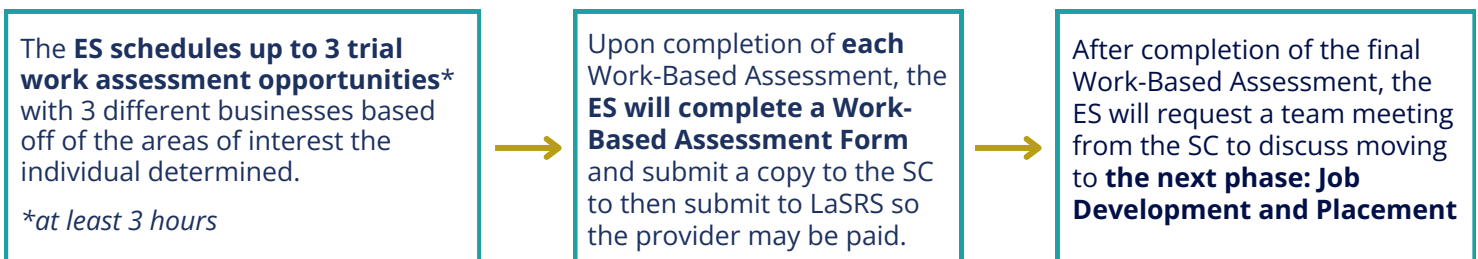 The ES schedules up to 3 trial
work assessment opportunities*
with 3 different businesses based
off of the areas of interest the
individual determined.
*at least 3 hours
Upon completion of each
Work-Based Assessment, the
ES will complete a Work-
Based Assessment Form
and submit a copy to the SC
to then submit to LaSRS so
the provider may be paid.
After completion of the final
Work-Based Assessment, the
ES will request a team meeting
from the SC to discuss moving
to the next phase: Job
Development and Placement